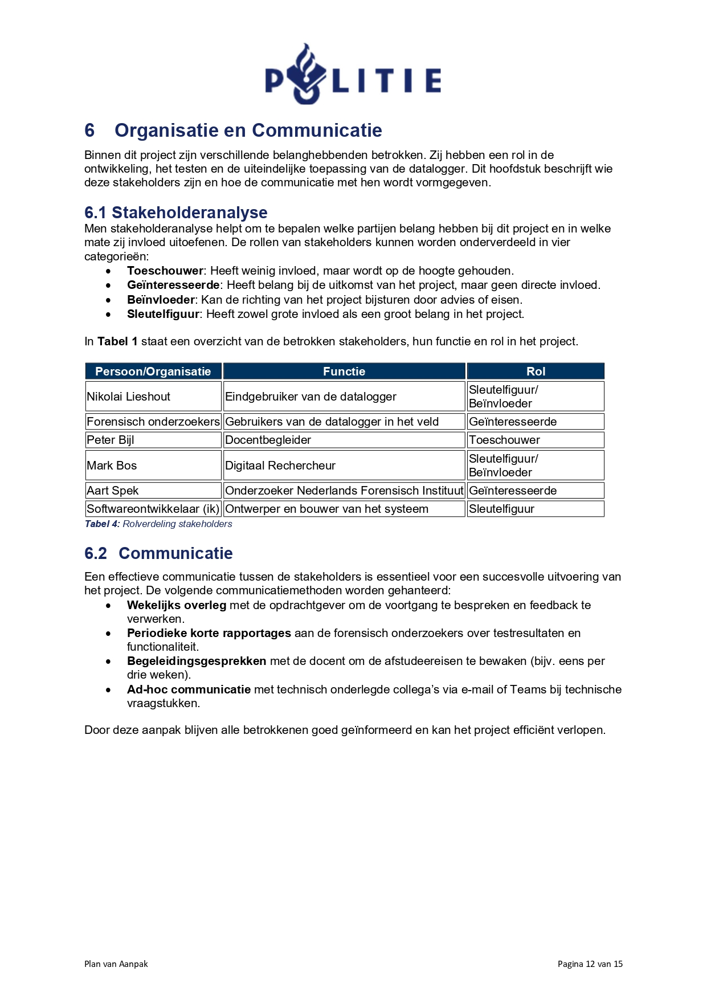 POLITIE
6 Organisatie en Communicatie
Binnen dit project zijn verschillende belanghebbenden betrokken. Zij hebben een rol in de
ontwikkeling, het testen en de uiteindelijke toepassing van de datalogger. Dit hoofdstuk beschrijft wie
deze stakeholders zijn en hoe de communicatie met hen wordt vormgegeven.
6.1 Stakeholderanalyse
Men stakeholderanalyse helpt om te bepalen welke partijen belang hebben bij dit project en in welke
mate zij invloed uitoefenen. De rollen van stakeholders kunnen worden onderverdeeld in vier
categorieën:
• Toeschouwer: Heeft weinig invloed, maar wordt op de hoogte gehouden.
• Geïnteresseerde: Heeft belang bij de uitkomst van het project, maar geen directe invloed.
• Beïnvloeder: Kan de richting van het project bijsturen door advies of eisen.
• Sleutelfiguur: Heeft zowel grote invloed als een groot belang in het project.
In Tabel 1 staat een overzicht van de betrokken stakeholders, hun functie en rol in het project.
Persoon/Organisatie Functie Rol
Nikolai Lieshout Eindgebruiker van de datalogger Sleutelfiguur/
Beïnvloeder
Forensisch onderzoekers Gebruikers van de datalogger in het veld Geïnteresseerde
Peter Bijl Docentbegleider Toeschouwer
Mark Bos Digitaal Rechercheur Sleutelfiguur/
Beïnvloeder
Aart Spek Onderzoeker Nederlands Forensisch Instituut Geïnteresseerde
Softwareontwikkelaar (ik) Ontwerper en bouwer van het systeem Sleutelfiguur
Tabel 4: Rolverdeling stakeholders
6.2 Communicatie
Een effectieve communicatie tussen de stakeholders is essentieel voor een succesvolle uitvoering van
het project. De volgende communicatiemethoden worden gehanteerd:
• Wekelijks overleg met de opdrachtgever om de voortgang te bespreken en feedback te
verwerken.
• Periodieke korte rapportages aan de forensisch onderzoekers over testresultaten en
functionaliteit.
• Begeleidingsgesprekken met de docent om de afstudeereisen te bewaken (bijv. eens per
drie weken).
• Ad-hoc communicatie met technisch onderlegde collega’s via e-mail of Teams bij technische
vraagstukken.
Door deze aanpak blijven alle betrokkenen goed geïnformeerd en kan het project efficiënt verlopen.
Plan van Aanpak Pagina 12 van 15